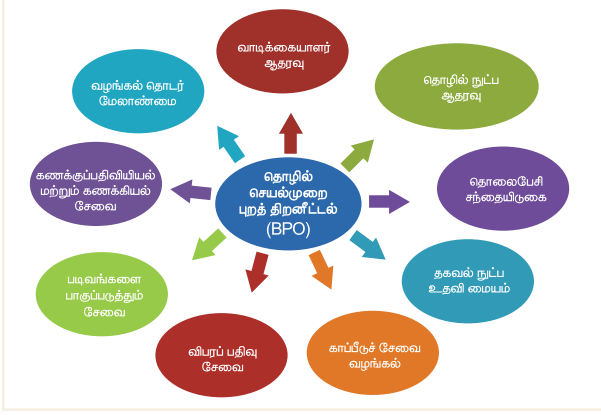 வாடிக்கையாளர்
ஆதரவு
தொழில் நுட்ப
ஆதரவு
தொலைபேசி
சந்தையிடுகை
தகவல் நுட்ப
உதவி மையம்
காப்பீடுச் சேவை
வழங்கல்
விபரப் பதிவு
சேவை
படிவங்களை
பாகுப்படுத்தும்
சேவை
கணக்குப்பதிவியியல்
மற்றும் கணக்கியல்
சேவை
வழங்கல் தொடர்
மேலாண்மை
தொழில்
செயல்முறை
புறத் திறனீட்டல்
(BPO)